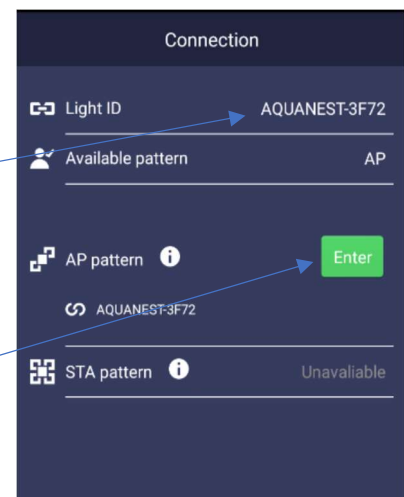 Connection
Light ID AQUANEST-3F72
Available pattern AP
AP pattern i Enter
AQUANEST-3F72
STA pattern i Unavaliable